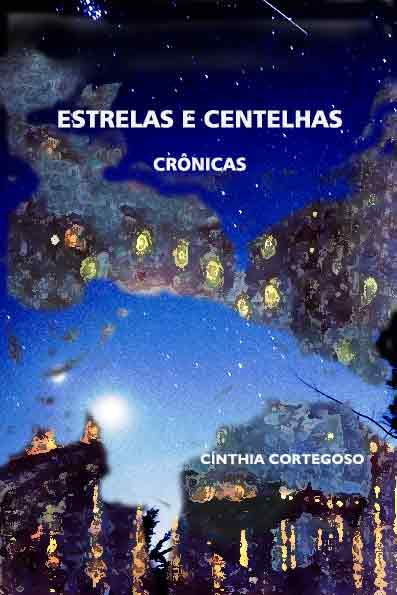 ESTRELAS E CENTELHAS
CRÔNICAS
CÍNTHIA CORTEGOSO